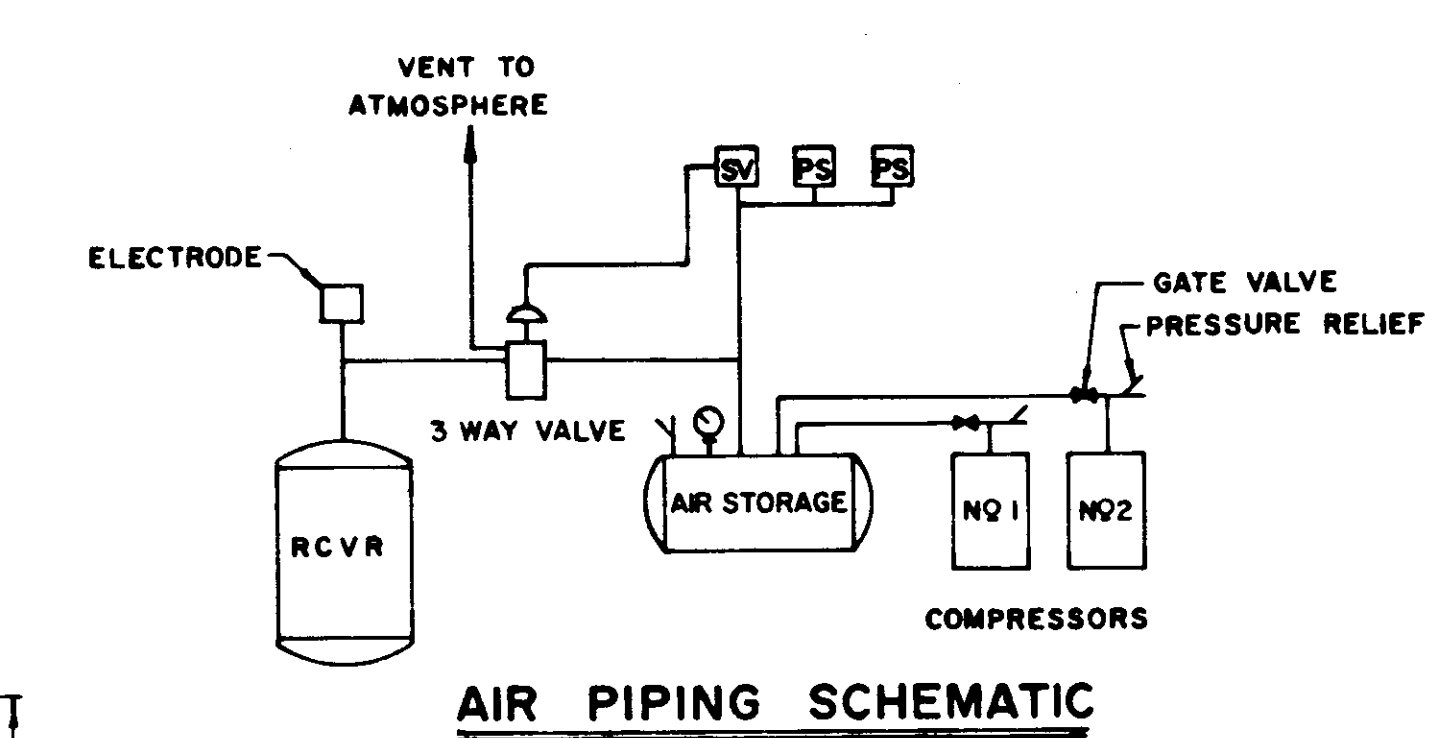 VENT TO
ATMOSPHERE
SV
PS
PS
ELECTRODE
GATE VALVE
PRESSURE RELIEF
3 WAY VALVE
AIR STORAGE
Nº 1
Nº 2
RCVR
COMPRESSORS
AIR PIPING SCHEMATIC